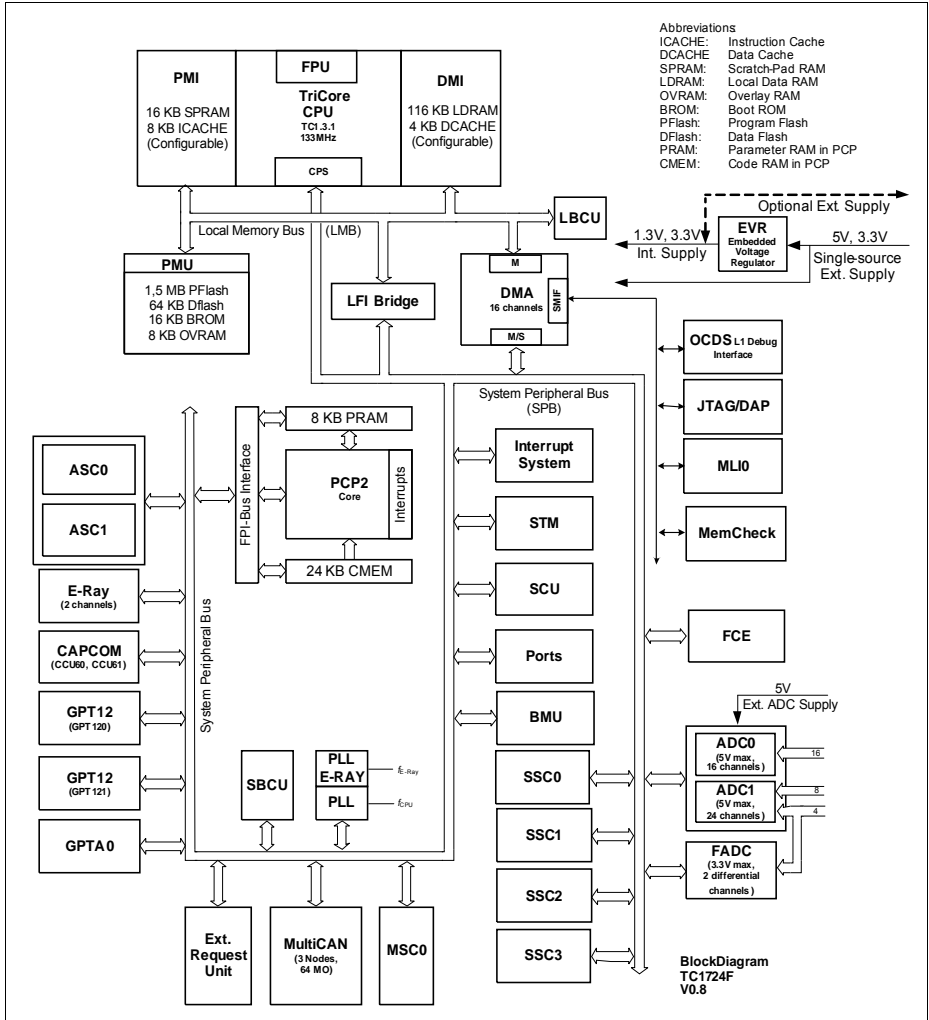 Abbreviations:
ICACHE: Instruction Cache
DCACHE Data Cache
SPRAM: Scratch-Pad RAM
LDRAM: Local Data RAM
OVRAM: Overlay RAM
BROM: Boot ROM
PFlash: Program Flash
DFlash: Data Flash
PRAM: Parameter RAM in PCP
CMEM: Code RAM in PCP
PMI
16 KB SPRAM
8 KB ICACHE
(Configurable)
FPU
TriCore
CPU
TC1.3.1
133MHz
CPS
DMI
116 KB LDRAM
4 KB DCACHE
(Configurable)
Local Memory Bus (LMB)
LBCU
Optional Ext. Supply
EVR
Embedded
Voltage
Regulator
1.3V, 3.3V
Int. Supply
5V, 3.3V
Single-source
Ext. Supply
PMU
1,5 MB PFlash
64 KB Dflash
16 KB BROM
8 KB OVRAM
LFI Bridge
M
DMA
16 channels
SMIF
M/S
OCDS L1 Debug
Interface
JTAG/DAP
MLI0
MemCheck
System Peripheral Bus
(SPB)
FPI-Bus Interface
8 KB PRAM
PCP2
Core
Interrupts
24 KB CMEM
ASC0
ASC1
E-Ray
(2 channels)
CAPCOM
(CCU60, CCU61)
GPT12
(GPT120)
GPT12
(GPT121)
GPTA0
System Peripheral Bus
Interrupt
System
STM
SCU
Ports
BMU
SSC0
SSC1
SSC2
SSC3
FCE
5V
Ext. ADC Supply
ADC0
(5V max,
16 channels)
16
ADC1
(5V max,
24 channels)
8
4
FADC
(3.3V max,
2 differential
channels)
SBCU
PLL
E-RAY
fE-Ray
PLL
fCPU
Ext.
Request
Unit
MultiCAN
(3 Nodes,
64 MO)
MSC0
BlockDiagram
TC1724F
V0.8